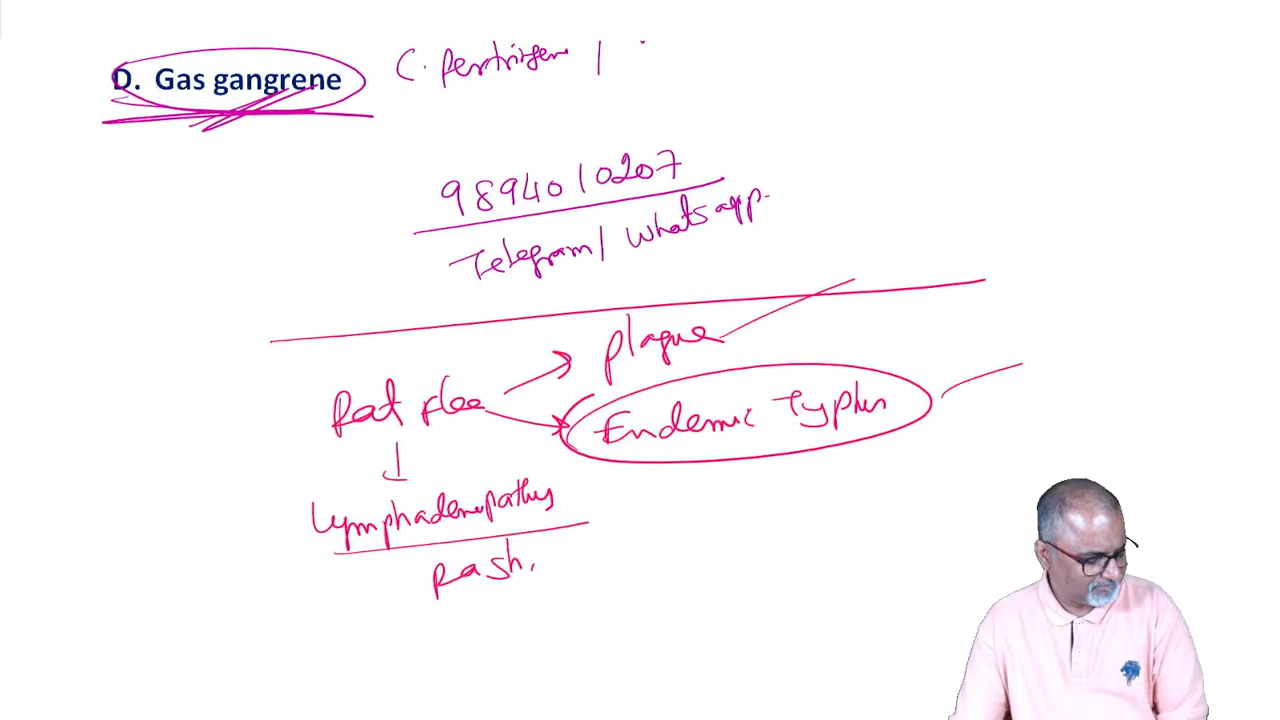 D. Gas gangrene C. perfringens /
9894010207
Telegram / Whatsapp.
plague
Rat flea
Endemic Typhus
lymphadenopathy
Rash,